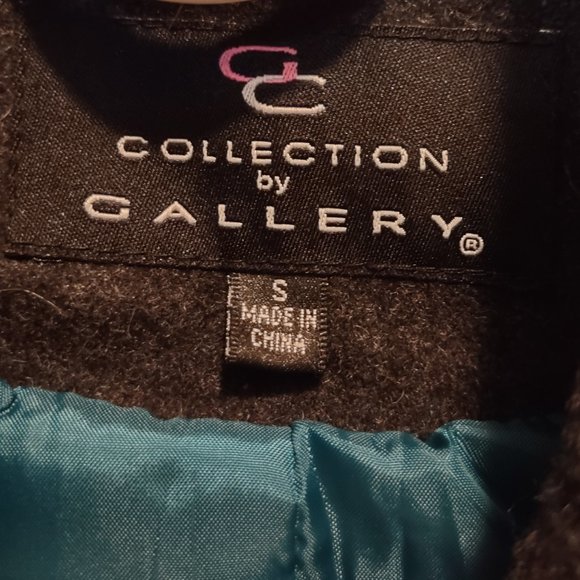 GC
COLLECTION
by
GALLERY®
S
MADE IN
CHINA